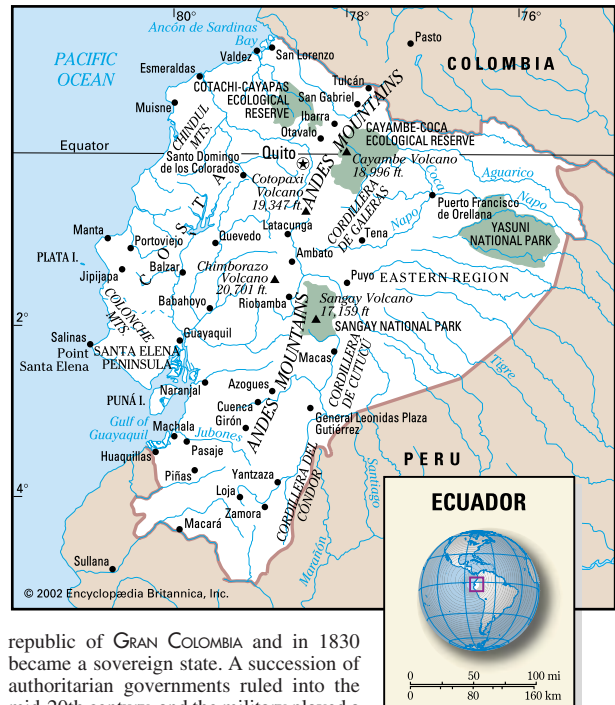 80°
78°
76°
Ancón de Sardinas
Bay
PACIFIC
OCEAN
Valdez
San Lorenzo
Pasto
COLOMBIA
Esmeraldas
Tulcán
COTACHI-CAYAPAS
ECOLOGICAL
RESERVE
San Gabriel
Muisne
Ibarra
Otavalo
CHINDUL
MTS.
ANDES MOUNTAINS
CAYAMBE-COCA
ECOLOGICAL RESERVE
Equator
Quito
Santo Domingo
de los Colorados
Cayambe Volcano
18,996 ft.
Cotopaxi
Volcano
19,347 ft.
Coca
Aguarico
Napo
COSTA
CORDILLERA
DE GALERAS
Puerto Francisco
de Orellana
Napo
Manta
Portoviejo
Quevedo
Latacunga
Tena
YASUNI
NATIONAL PARK
PLATA I.
Jipijapa
Balzar
Ambato
Chimborazo
Volcano
20,701 ft.
Puyo
EASTERN REGION
COLONCHE
MTS.
Babahoyo
Riobamba
Sangay Volcano
17,159 ft
2°
SANGAY NATIONAL PARK
Salinas
Point
Santa Elena
SANTA ELENA
PENINSULA
Guayaquil
ANDES MOUNTAINS
Macas
CORDILLERA
DE CUTUCÚ
Tigre
Naranjal
Azogues
PUNÁ I.
Cuenca
Girón
General Leonidas Plaza
Gutiérrez
Gulf of
Guayaquil
Machala
Jubones
Huaquillas
Pasaje
PERU
Piñas
Yantzaza
Santiago
4°
Loja
Zamora
CORDILLERA DEL
CÓNDOR
Macará
Marañón
Sullana
© 2002 Encyclopædia Britannica, Inc.
ECUADOR
0 50 100 mi
0 80 160 km
republic of GRAN COLOMBIA and in 1830
became a sovereign state. A succession of
authoritarian governments ruled into the
mid-20th century, and the military played a